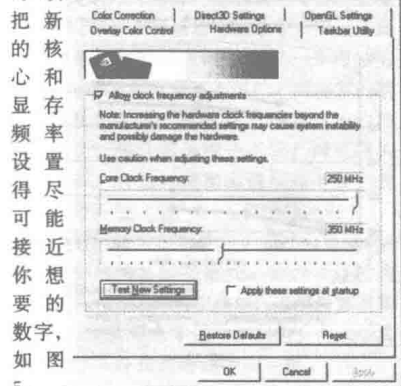 把新
的核
心和
显存
频率
设置
得尽
可能
接近
你想
要的
数字,
如图
Color Correction Direct3D Settings OpenGL Settings
Overlay Color Control Hardware Options Taskbar Utility
Allow clock frequency adjustments
Note: Increasing the hardware clock frequencies beyond the
manufacturer's recommended settings may cause system instability
and possibly damage the hardware.
Use caution when adjusting these settings.
Core Clock Frequency: 250 MHz
Memory Clock Frequency: 350 MHz
Test New Settings Apply these settings at startup
Restore Defaults Reset
OK Cancel Apply